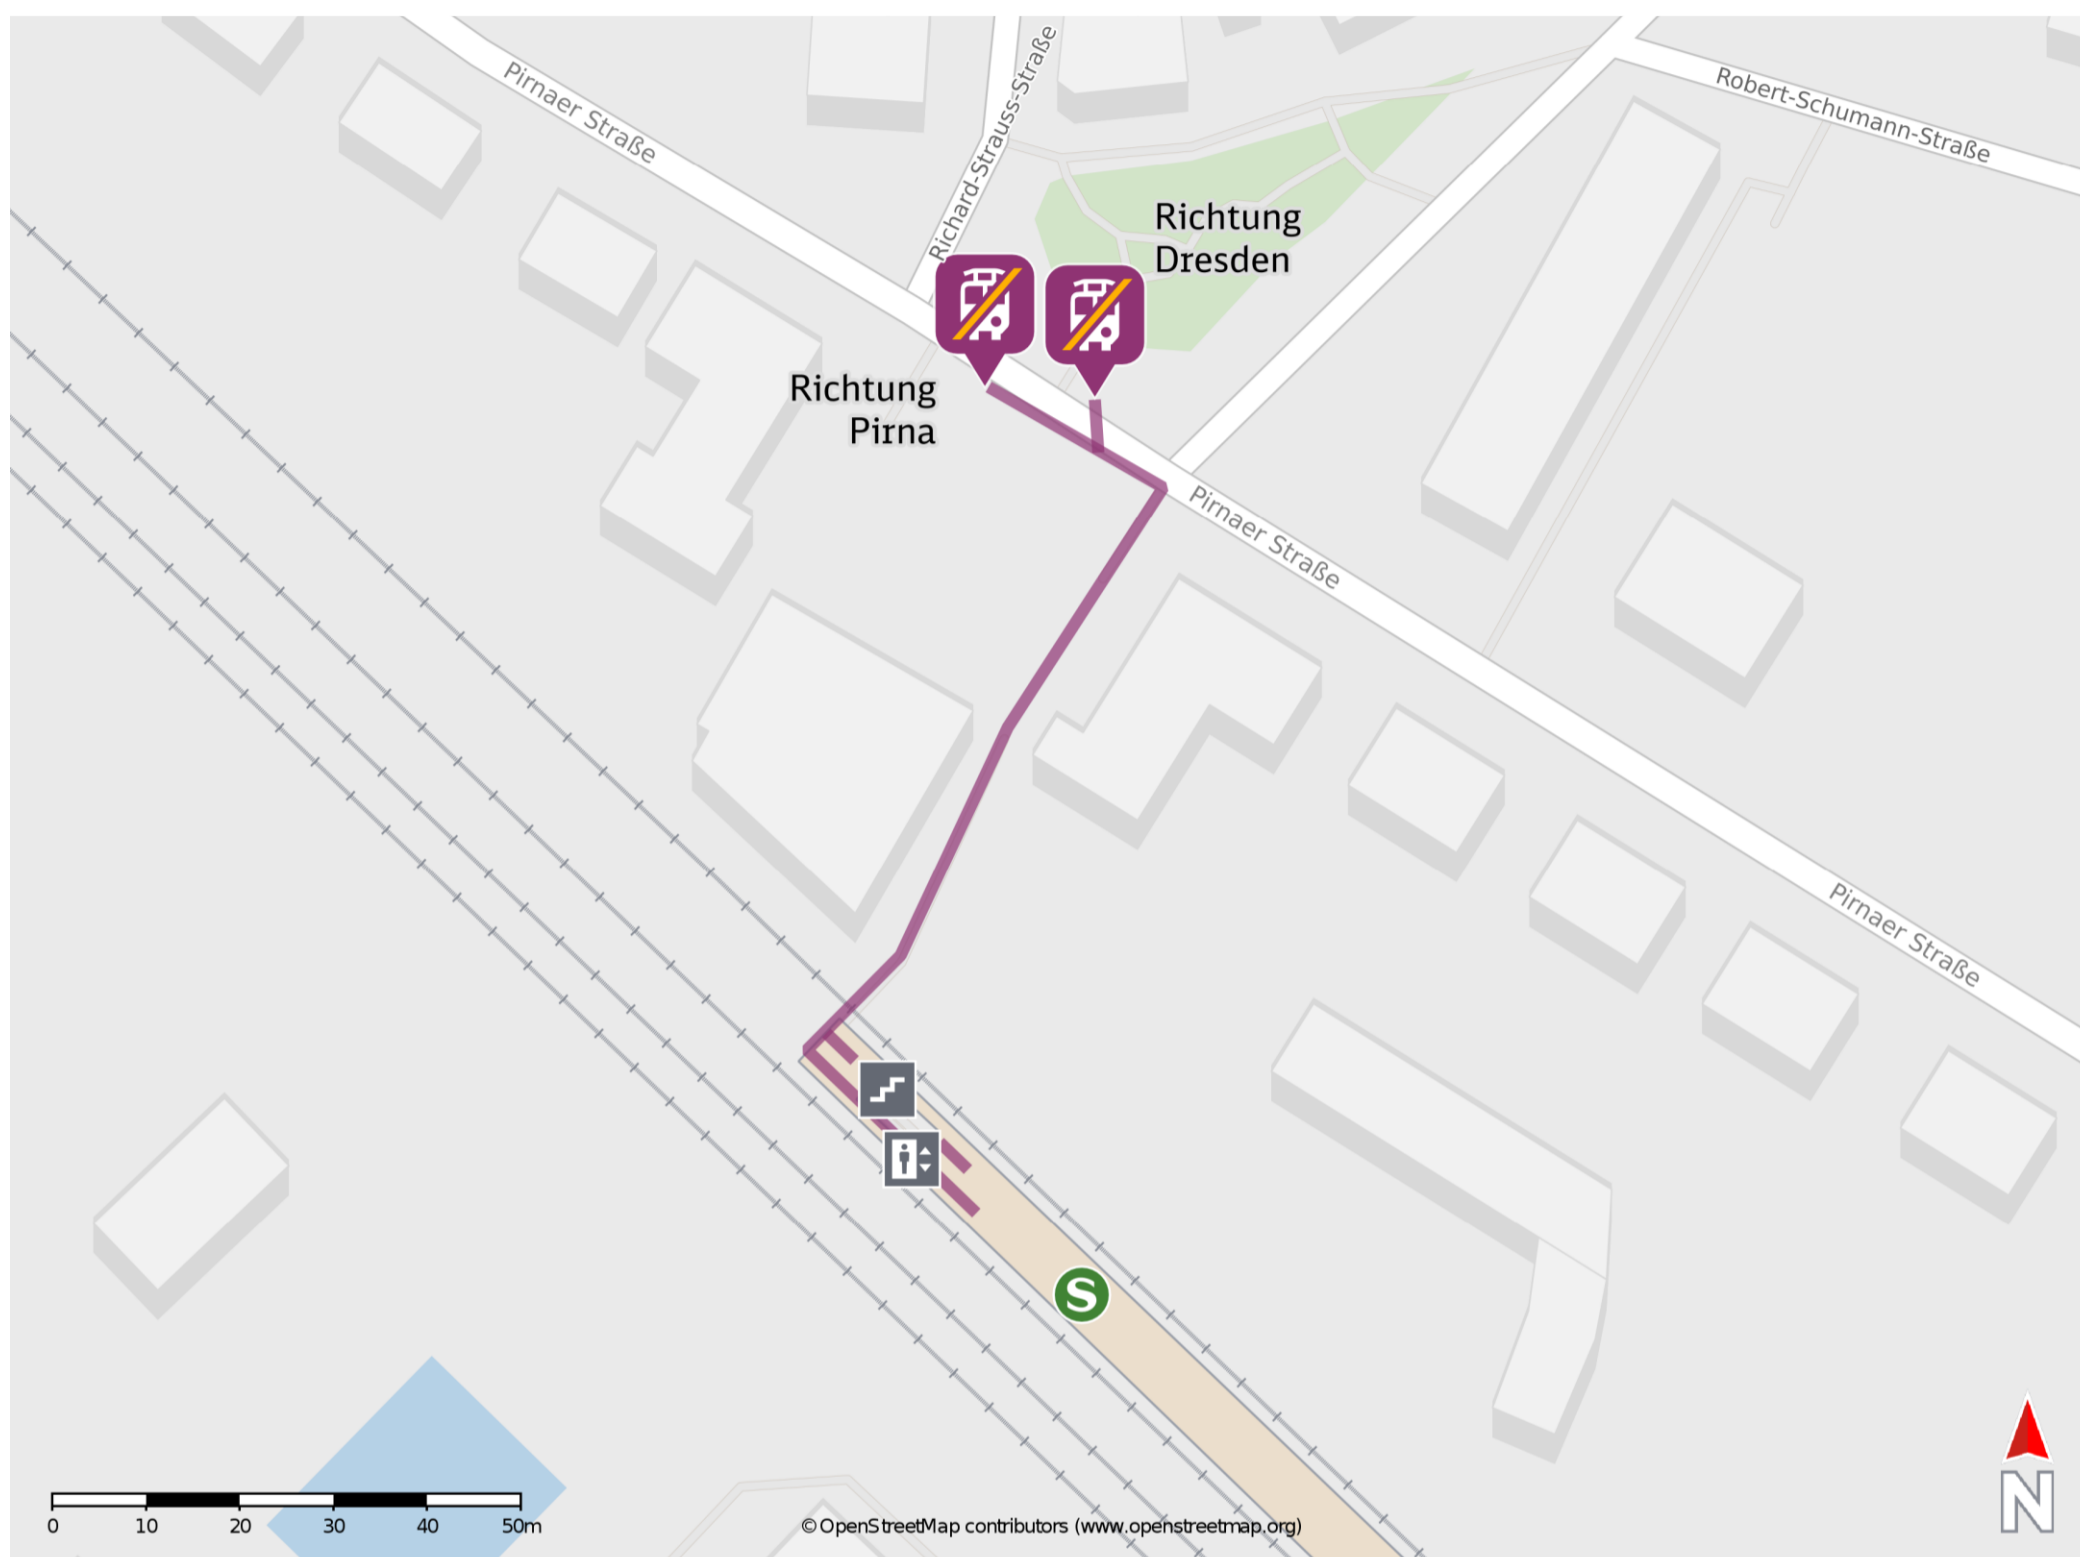 Pirnaer Straße
Richard-Strauss-Straße
Robert-Schumann-Straße
Richtung
Dresden
Richtung
Pirna
Pirnaer Straße
Pirnaer Straße
S
N
0 10 20 30 40 50m
© OpenStreetMap contributors (www.openstreetmap.org)